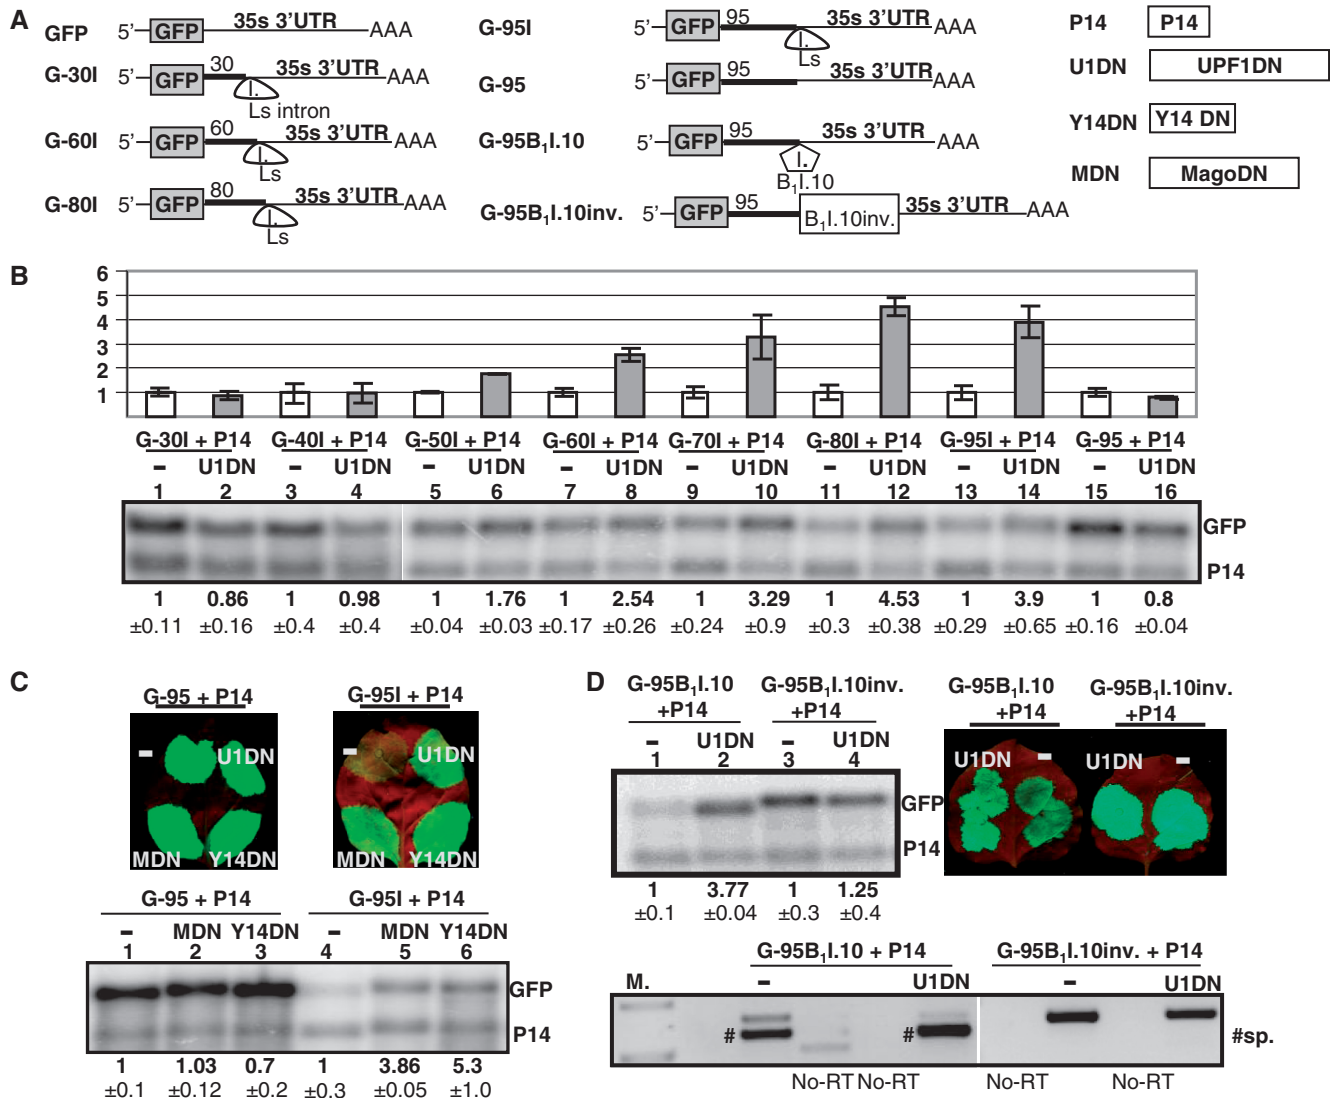 A
GFP 5’ GFP 35s 3’UTR AAA
G-30I 5’ GFP 30 I. Ls intron 35s 3’UTR AAA
G-60I 5’ GFP 60 I. Ls 35s 3’UTR AAA
G-80I 5’ GFP 80 I. Ls 35s 3’UTR AAA
G-95I 5’ GFP 95 I. Ls 35s 3’UTR AAA
G-95 5’ GFP 95 35s 3’UTR AAA
G-95B1I.10 5’ GFP 95 I. B1I.10 35s 3’UTR AAA
G-95B1I.10inv. 5’ GFP 95 B1I.10inv. 35s 3’UTR AAA
P14 P14
U1DN UPF1DN
Y14DN Y14 DN
MDN MagoDN
B
6
5
4
3
2
1
G-30I + P14 G-40I + P14 G-50I + P14 G-60I + P14 G-70I + P14 G-80I + P14 G-95I + P14 G-95 + P14
– U1DN – U1DN – U1DN – U1DN – U1DN – U1DN – U1DN – U1DN
1 2 3 4 5 6 7 8 9 10 11 12 13 14 15 16
GFP
P14
1 0.86 1 0.98 1 1.76 1 2.54 1 3.29 1 4.53 1 3.9 1 0.8
±0.11 ±0.16 ±0.4 ±0.4 ±0.04 ±0.03 ±0.17 ±0.26 ±0.24 ±0.9 ±0.3 ±0.38 ±0.29 ±0.65 ±0.16 ±0.04
C
G-95 + P14 G-95I + P14
– U1DN – U1DN
MDN Y14DN MDN Y14DN
G-95 + P14 G-95I + P14
– MDN Y14DN – MDN Y14DN
1 2 3 4 5 6
GFP
P14
1 1.03 0.7 1 3.86 5.3
±0.1 ±0.12 ±0.2 ±0.3 ±0.05 ±1.0
D
G-95B1I.10 G-95B1I.10inv.
+P14 +P14
– U1DN – U1DN
1 2 3 4
GFP
P14
1 3.77 1 1.25
±0.1 ±0.04 ±0.3 ±0.4
G-95B1I.10 G-95B1I.10inv.
+P14 +P14
U1DN – U1DN –
G-95B1I.10 + P14 G-95B1I.10inv. + P14
M. – U1DN – U1DN
# # #sp.
No-RT No-RT No-RT No-RT